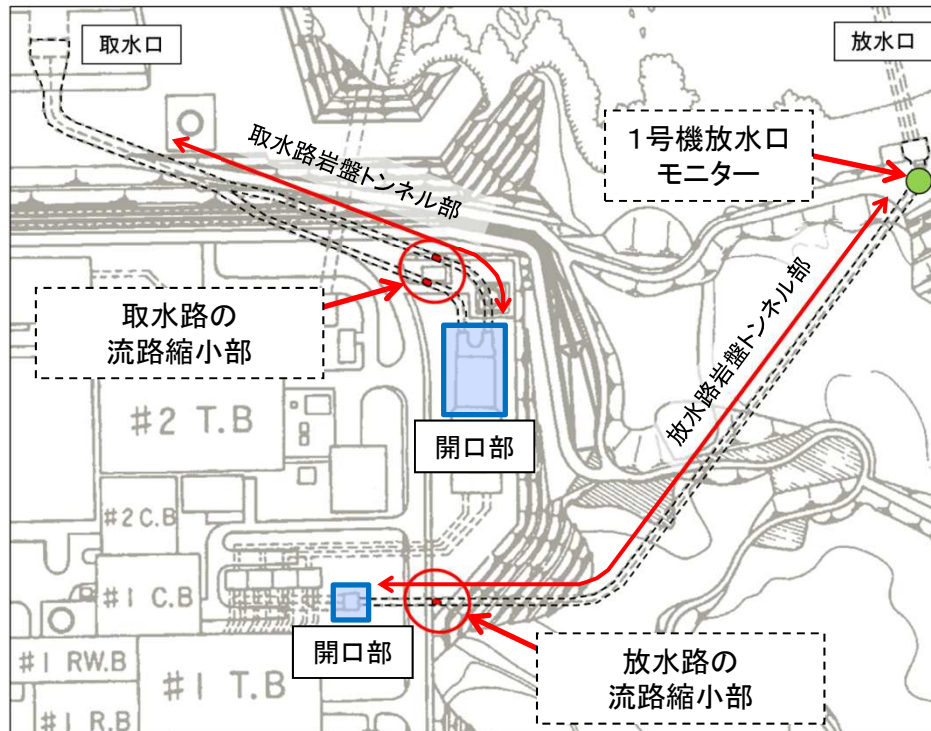 取水口
放水口
取水路岩盤トンネル部
1号機放水口
モニター
取水路の
流路縮小部
放水路岩盤トンネル部
#2 T.B
開口部
#2 C.B
#1 C.B
開口部
放水路の
流路縮小部
#1 RW.B
#1 T.B
#1 R.B